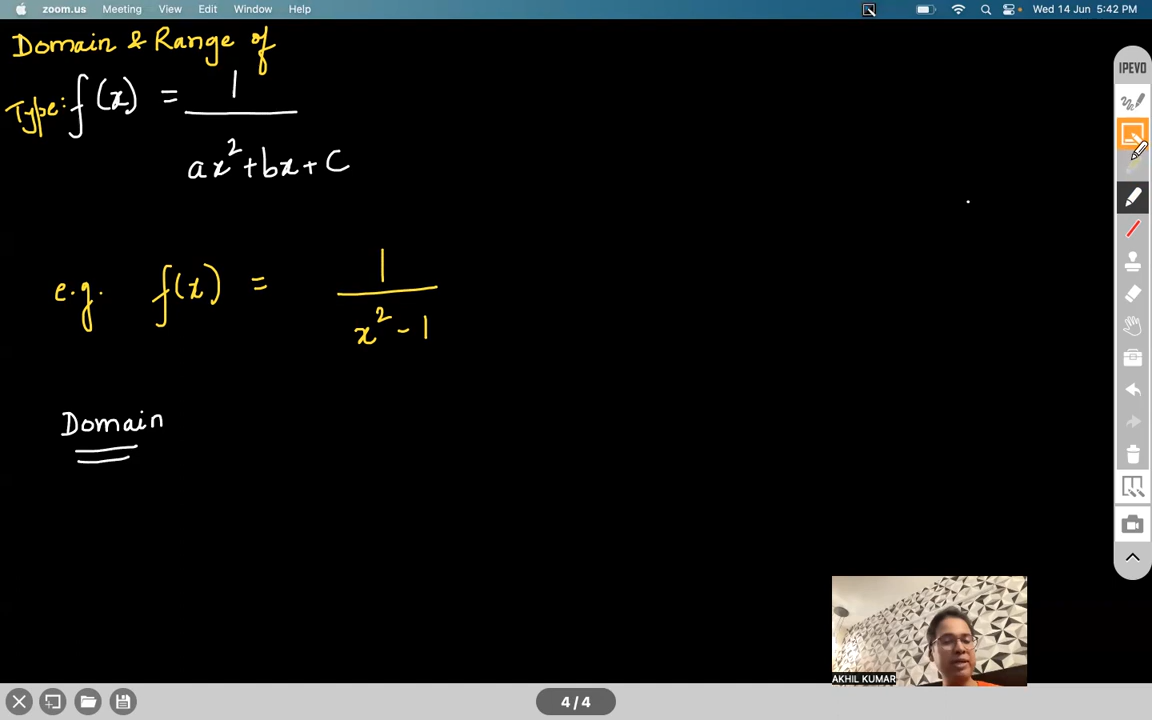 zoom.us Meeting View Edit Window Help Wed 14 Jun 5:42 PM
Domain & Range of
Type: f(x) = 1 / ax²+bx+c
e.g. f(x) = 1 / x²-1
Domain
IPEVO
AKHIL KUMAR
4/4